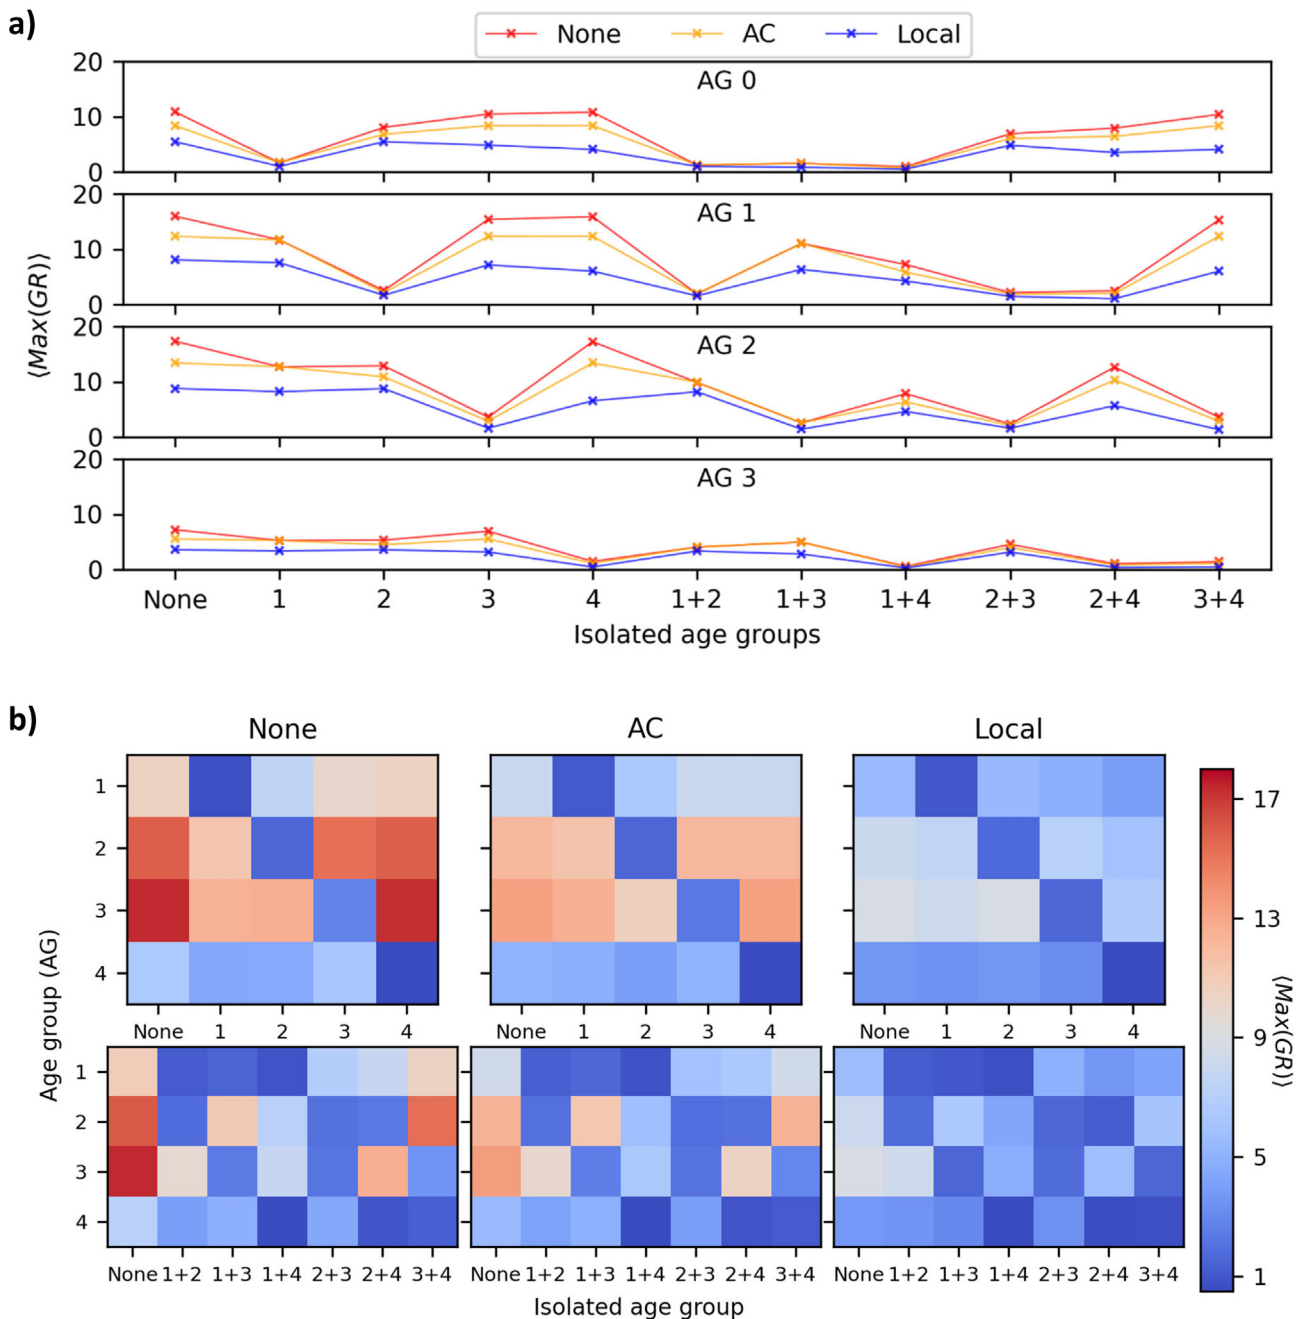 a)
None AC Local
20 AG 0
10
0
20 AG 1
10
0
⟨Max(GR)⟩
20 AG 2
10
0
20 AG 3
10
0
None 1 2 3 4 1+2 1+3 1+4 2+3 2+4 3+4
Isolated age groups
b)
None AC Local
1
2
3
4
None 1 2 3 4 None 1 2 3 4 None 1 2 3 4
Age group (AG)
1
2
3
4
None 1+2 1+3 1+4 2+3 2+4 3+4 None 1+2 1+3 1+4 2+3 2+4 3+4 None 1+2 1+3 1+4 2+3 2+4 3+4
Isolated age group
17
13
9
5
1
⟨Max(GR)⟩